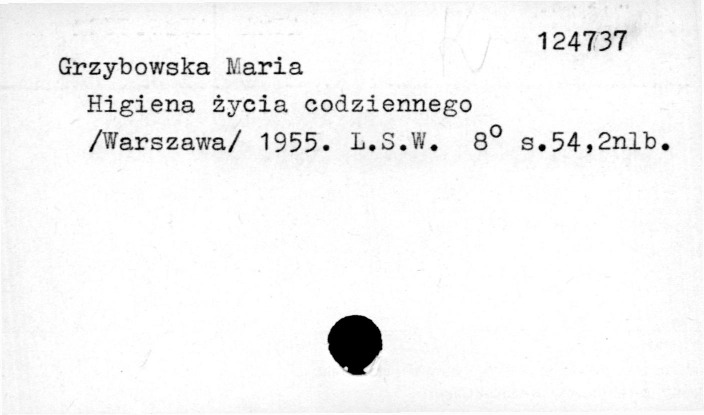 124737
Grzybowska Maria
Higiena życia codziennego
/Warszawa/ 1955. L.S.W. 8° s.54,2nlb.